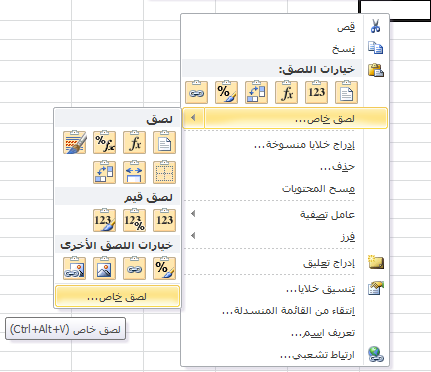 قص
نسخ
خيارات اللصق:
123
لصق خاص...
إدراج خلايا منسوخة...
حذف...
مسح المحتويات
عامل تصفية
فرز
إدراج تعليق
تنسيق خلايا...
إنتقاء من القائمة المنسدلة...
تعريف اسم...
ارتباط تشعبي...
لصق
لصق قيم
123
123
123
خيارات اللصق الأخرى
لصق خاص...
لصق خاص (Ctrl+Alt+V)